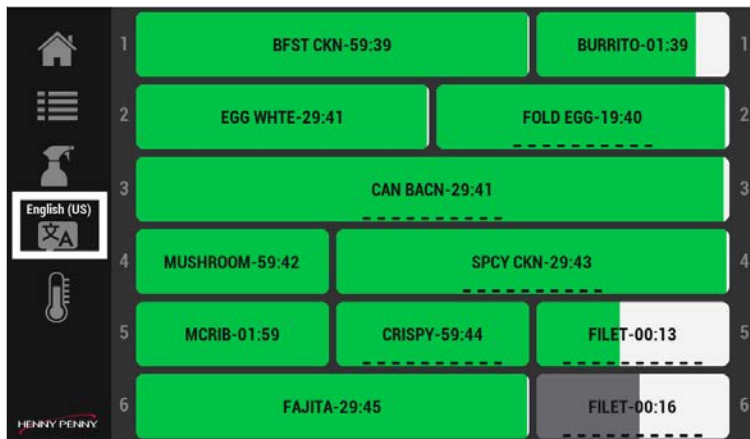 1 BFST CKN-59:39 BURRITO-01:39 1
2 EGG WHTE-29:41 FOLD EGG-19:40 2
3 CAN BACN-29:41 3
English (US)
文A
4 MUSHROOM-59:42 SPCY CKN-29:43 4
5 MCRIB-01:59 CRISPY-59:44 FILET-00:13 5
6 FAJITA-29:45 FILET-00:16 6
HENNY PENNY